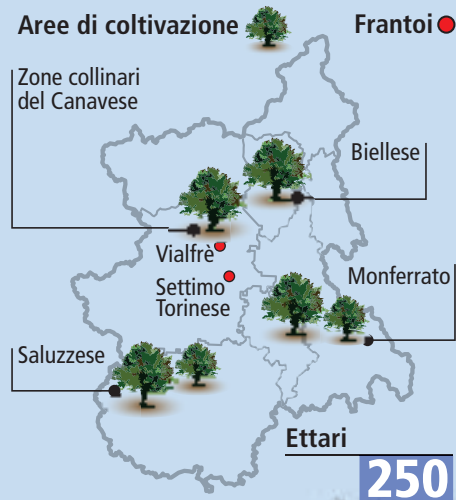 Aree di coltivazione
Frantoi
Zone collinari
del Canavese
Biellese
Vialfrè
Settimo
Torinese
Monferrato
Saluzzese
Ettari
250